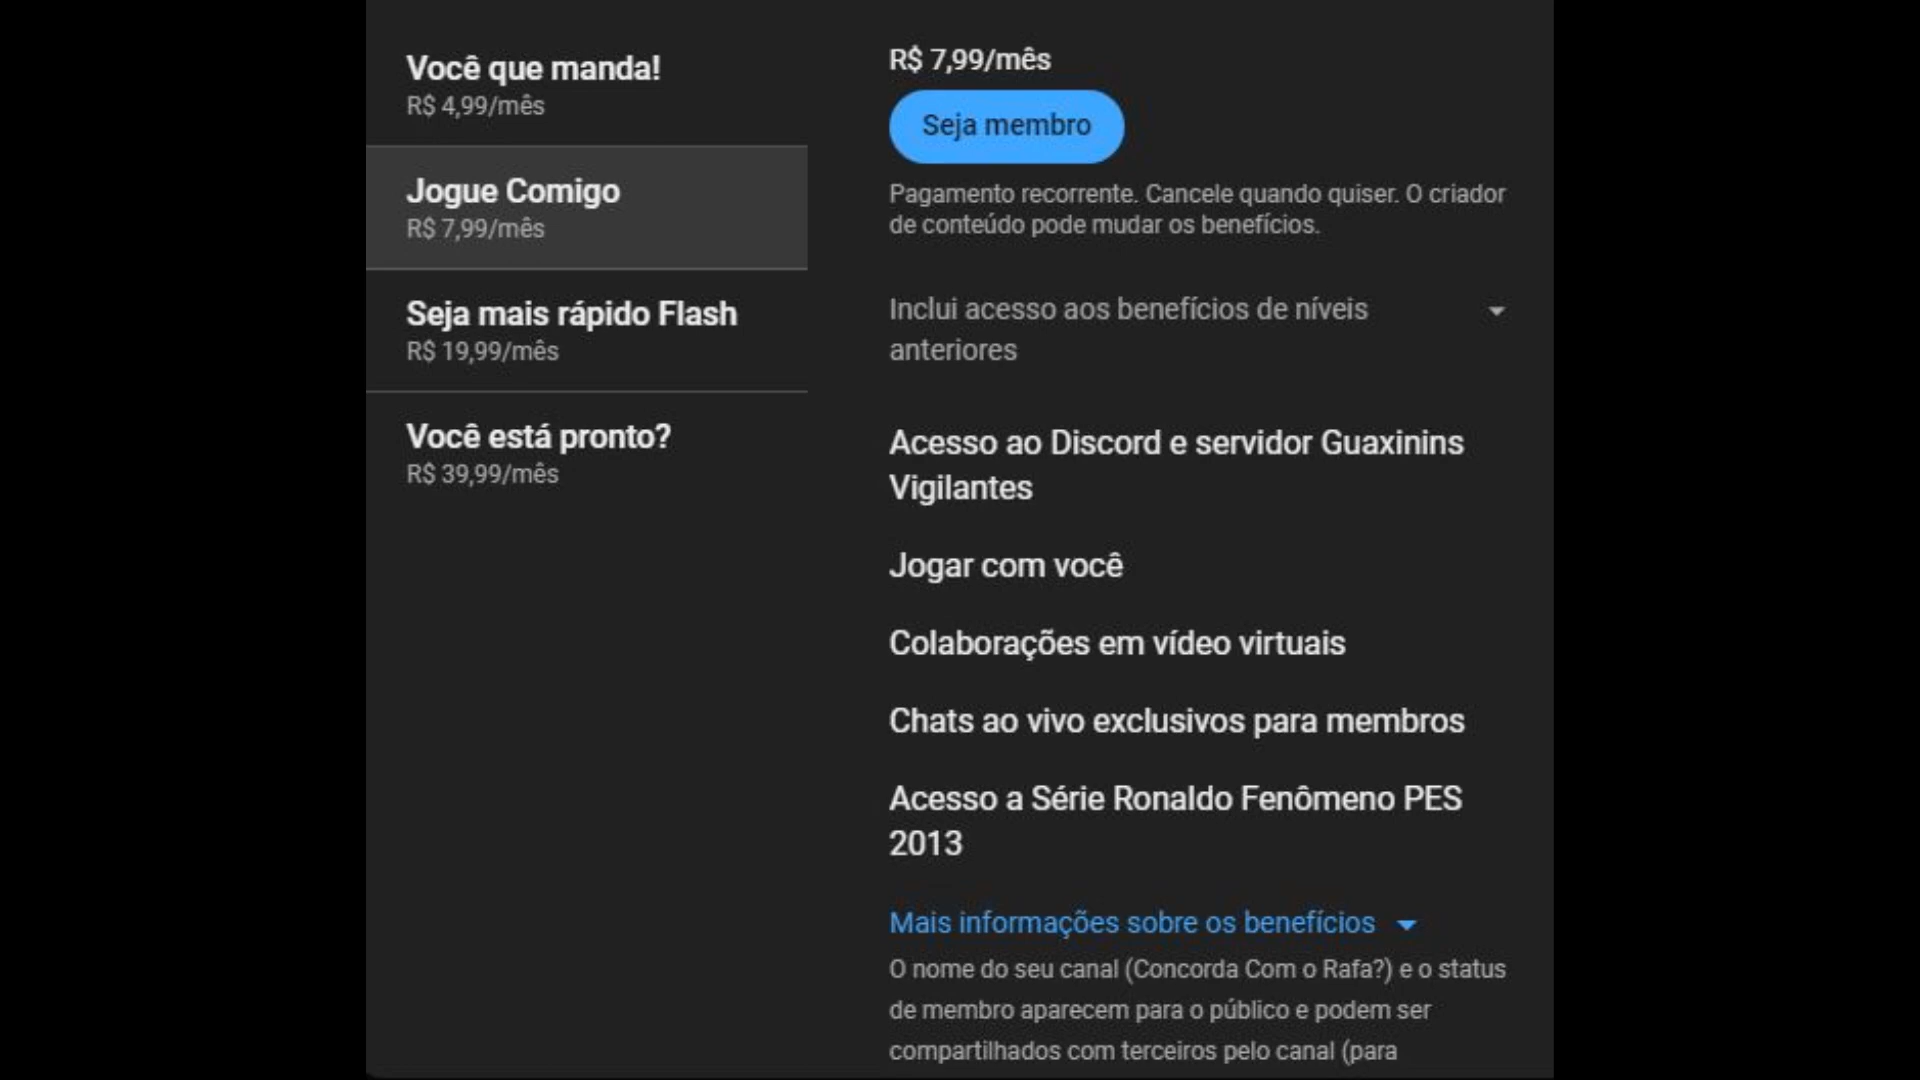 Você que manda!
R$ 4,99/mês
Jogue Comigo
R$ 7,99/mês
Seja mais rápido Flash
R$ 19,99/mês
Você está pronto?
R$ 39,99/mês
R$ 7,99/mês
Seja membro
Pagamento recorrente. Cancele quando quiser. O criador
de conteúdo pode mudar os benefícios.
Inclui acesso aos benefícios de níveis
anteriores
Acesso ao Discord e servidor Guaxinins
Vigilantes
Jogar com você
Colaborações em vídeo virtuais
Chats ao vivo exclusivos para membros
Acesso a Série Ronaldo Fenômeno PES
2013
Mais informações sobre os benefícios
O nome do seu canal (Concorda Com o Rafa?) e o status
de membro aparecem para o público e podem ser
compartilhados com terceiros pelo canal (para